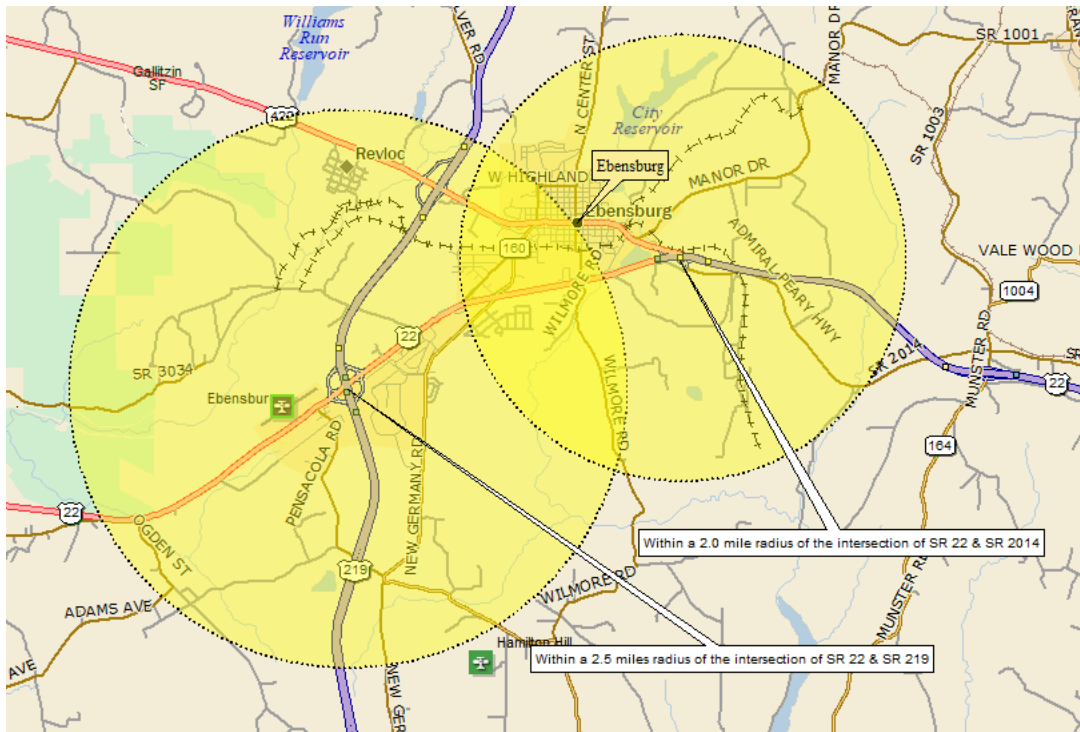 Williams
Run
Reservoir
Gallitzin
SF
422
Revloc
N CENTER ST
City
Reservoir
MANOR DR
SR 1001
SR 1003
W HIGHLAND
Ebensburg
Ebensburg
MANOR DR
160
WILMORE RD
ADMIRAL PEARY HWY
VALE WOOD
1004
SR 3034
22
SR 2014
MUNSTER RD
22
Ebensbur
WILMORE RD
164
PENSACOLA RD
NEW GERMANY RD
22
OGDEN ST
Within a 2.0 mile radius of the intersection of SR 22 & SR 2014
219
WILMORE RD
MUNSTER RD
ADAMS AVE
Hamilton Hill
Within a 2.5 miles radius of the intersection of SR 22 & SR 219
AVE
NEW GER